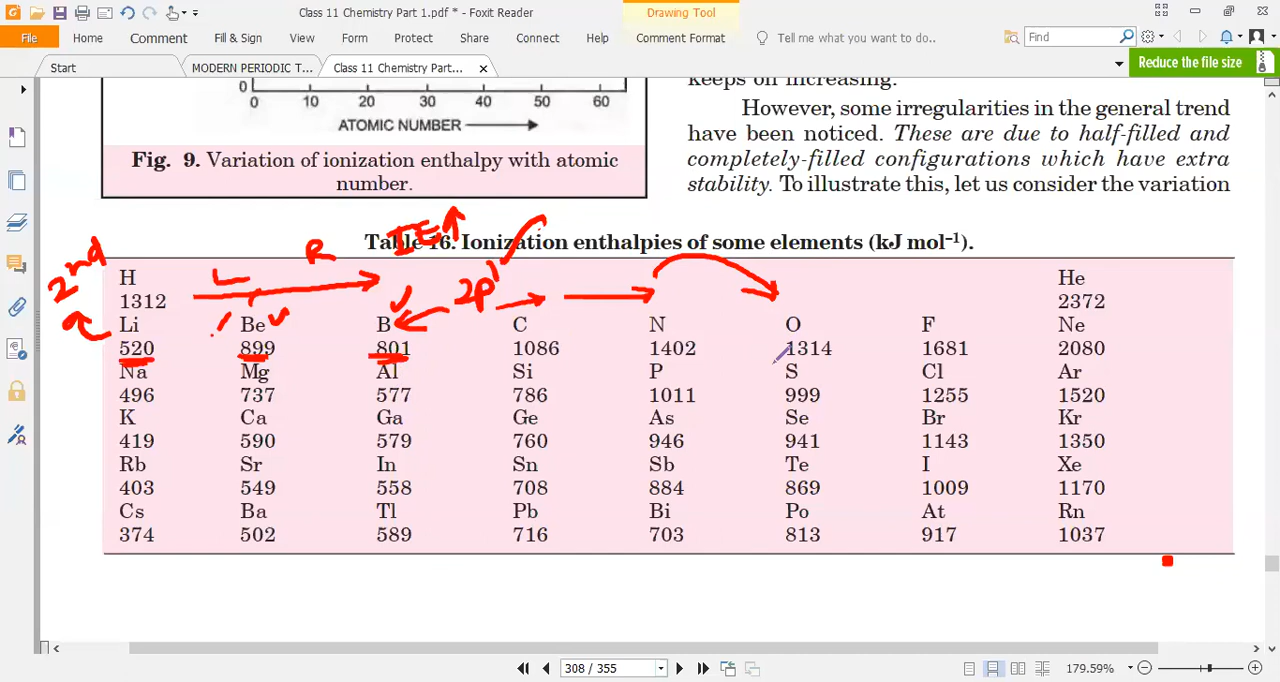 Class 11 Chemistry Part 1.pdf * - Foxit Reader
Drawing Tool
File Home Comment Fill & Sign View Form Protect Share Connect Help Comment Format Tell me what you want to do.. Find
Start MODERN PERIODIC T... Class 11 Chemistry Part... Reduce the file size
keeps on increasing.
0
0 10 20 30 40 50 60
ATOMIC NUMBER
Fig. 9. Variation of ionization enthalpy with atomic
number.
However, some irregularities in the general trend
have been noticed. These are due to half-filled and
completely-filled configurations which have extra
stability. To illustrate this, let us consider the variation
2nd
L R
IE↑
2p¹
Table 16. Ionization enthalpies of some elements (kJ mol⁻¹).
H He
1312 2372
Li Be B C N O F Ne
520 899 801 1086 1402 1314 1681 2080
Na Mg Al Si P S Cl Ar
496 737 577 786 1011 999 1255 1520
K Ca Ga Ge As Se Br Kr
419 590 579 760 946 941 1143 1350
Rb Sr In Sn Sb Te I Xe
403 549 558 708 884 869 1009 1170
Cs Ba Tl Pb Bi Po At Rn
374 502 589 716 703 813 917 1037
308 / 355
179.59%